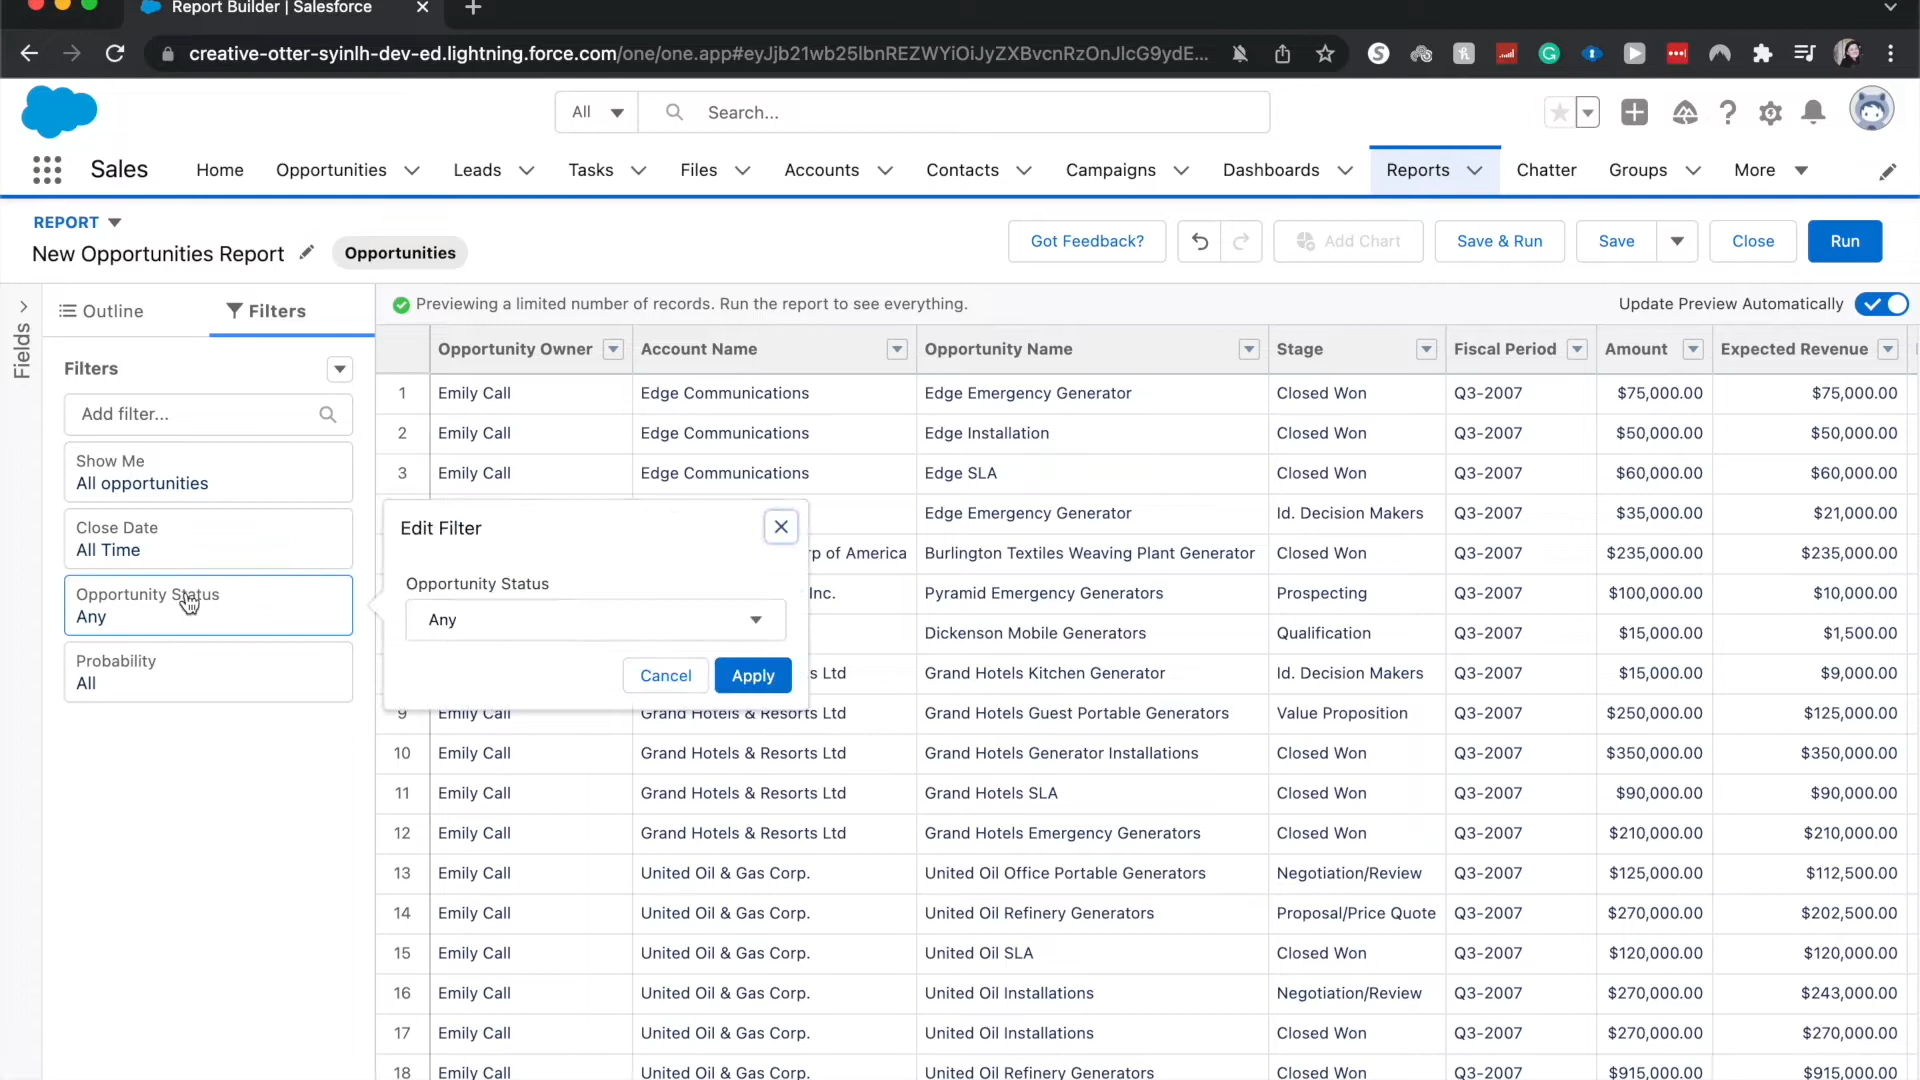 Report Builder | Salesforce
creative-otter-syinlh-dev-ed.lightning.force.com/one/one.app#eyJjb21wb25lbnREZWYiOiJyZXBvcnRzOnJlcG9ydE...
All
Search...
Sales
Home
Opportunities
Leads
Tasks
Files
Accounts
Contacts
Campaigns
Dashboards
Reports
Chatter
Groups
More
REPORT
New Opportunities Report
Opportunities
Got Feedback?
Add Chart
Save & Run
Save
Close
Run
Fields
Outline
Filters
Previewing a limited number of records. Run the report to see everything.
Update Preview Automatically
Filters
Add filter...
Show Me
All opportunities
Close Date
All Time
Opportunity Status
Any
Probability
All
Edit Filter
Opportunity Status
Any
Cancel
Apply
Opportunity Owner Account Name Opportunity Name Stage Fiscal Period Amount Expected Revenue
1 Emily Call Edge Communications Edge Emergency Generator Closed Won Q3-2007 $75,000.00 $75,000.00
2 Emily Call Edge Communications Edge Installation Closed Won Q3-2007 $50,000.00 $50,000.00
3 Emily Call Edge Communications Edge SLA Closed Won Q3-2007 $60,000.00 $60,000.00
Edge Emergency Generator Id. Decision Makers Q3-2007 $35,000.00 $21,000.00
rp of America Burlington Textiles Weaving Plant Generator Closed Won Q3-2007 $235,000.00 $235,000.00
Inc. Pyramid Emergency Generators Prospecting Q3-2007 $100,000.00 $10,000.00
Dickenson Mobile Generators Qualification Q3-2007 $15,000.00 $1,500.00
s Ltd Grand Hotels Kitchen Generator Id. Decision Makers Q3-2007 $15,000.00 $9,000.00
9 Emily Call Grand Hotels & Resorts Ltd Grand Hotels Guest Portable Generators Value Proposition Q3-2007 $250,000.00 $125,000.00
10 Emily Call Grand Hotels & Resorts Ltd Grand Hotels Generator Installations Closed Won Q3-2007 $350,000.00 $350,000.00
11 Emily Call Grand Hotels & Resorts Ltd Grand Hotels SLA Closed Won Q3-2007 $90,000.00 $90,000.00
12 Emily Call Grand Hotels & Resorts Ltd Grand Hotels Emergency Generators Closed Won Q3-2007 $210,000.00 $210,000.00
13 Emily Call United Oil & Gas Corp. United Oil Office Portable Generators Negotiation/Review Q3-2007 $125,000.00 $112,500.00
14 Emily Call United Oil & Gas Corp. United Oil Refinery Generators Proposal/Price Quote Q3-2007 $270,000.00 $202,500.00
15 Emily Call United Oil & Gas Corp. United Oil SLA Closed Won Q3-2007 $120,000.00 $120,000.00
16 Emily Call United Oil & Gas Corp. United Oil Installations Negotiation/Review Q3-2007 $270,000.00 $243,000.00
17 Emily Call United Oil & Gas Corp. United Oil Installations Closed Won Q3-2007 $270,000.00 $270,000.00
18 Emily Call United Oil & Gas Corp. United Oil Refinery Generators Closed Won Q3-2007 $915,000.00 $915,000.00